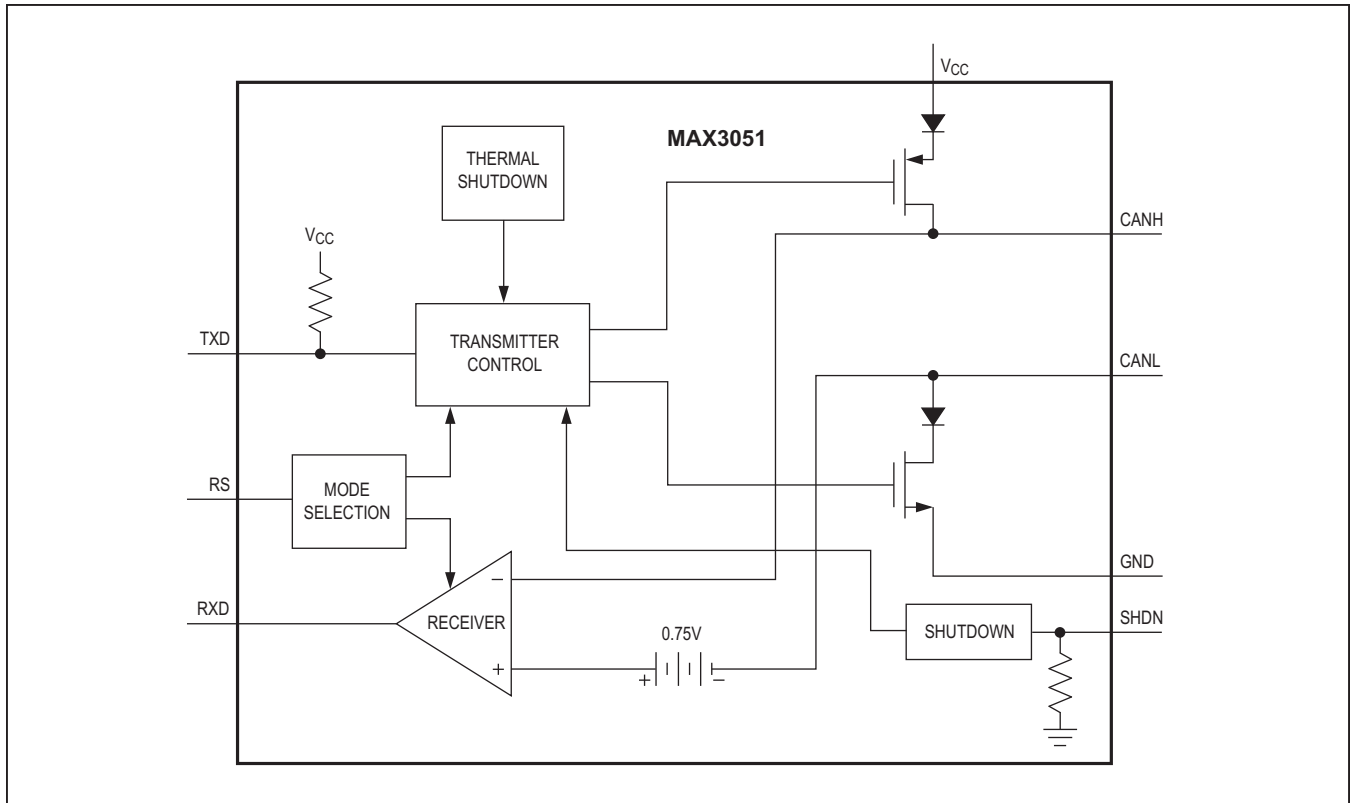 VCC
MAX3051
THERMAL
SHUTDOWN
CANH
VCC
TXD
TRANSMITTER
CONTROL
CANL
RS
MODE
SELECTION
GND
RXD
RECEIVER
−
+
0.75V
+
−
SHUTDOWN
SHDN